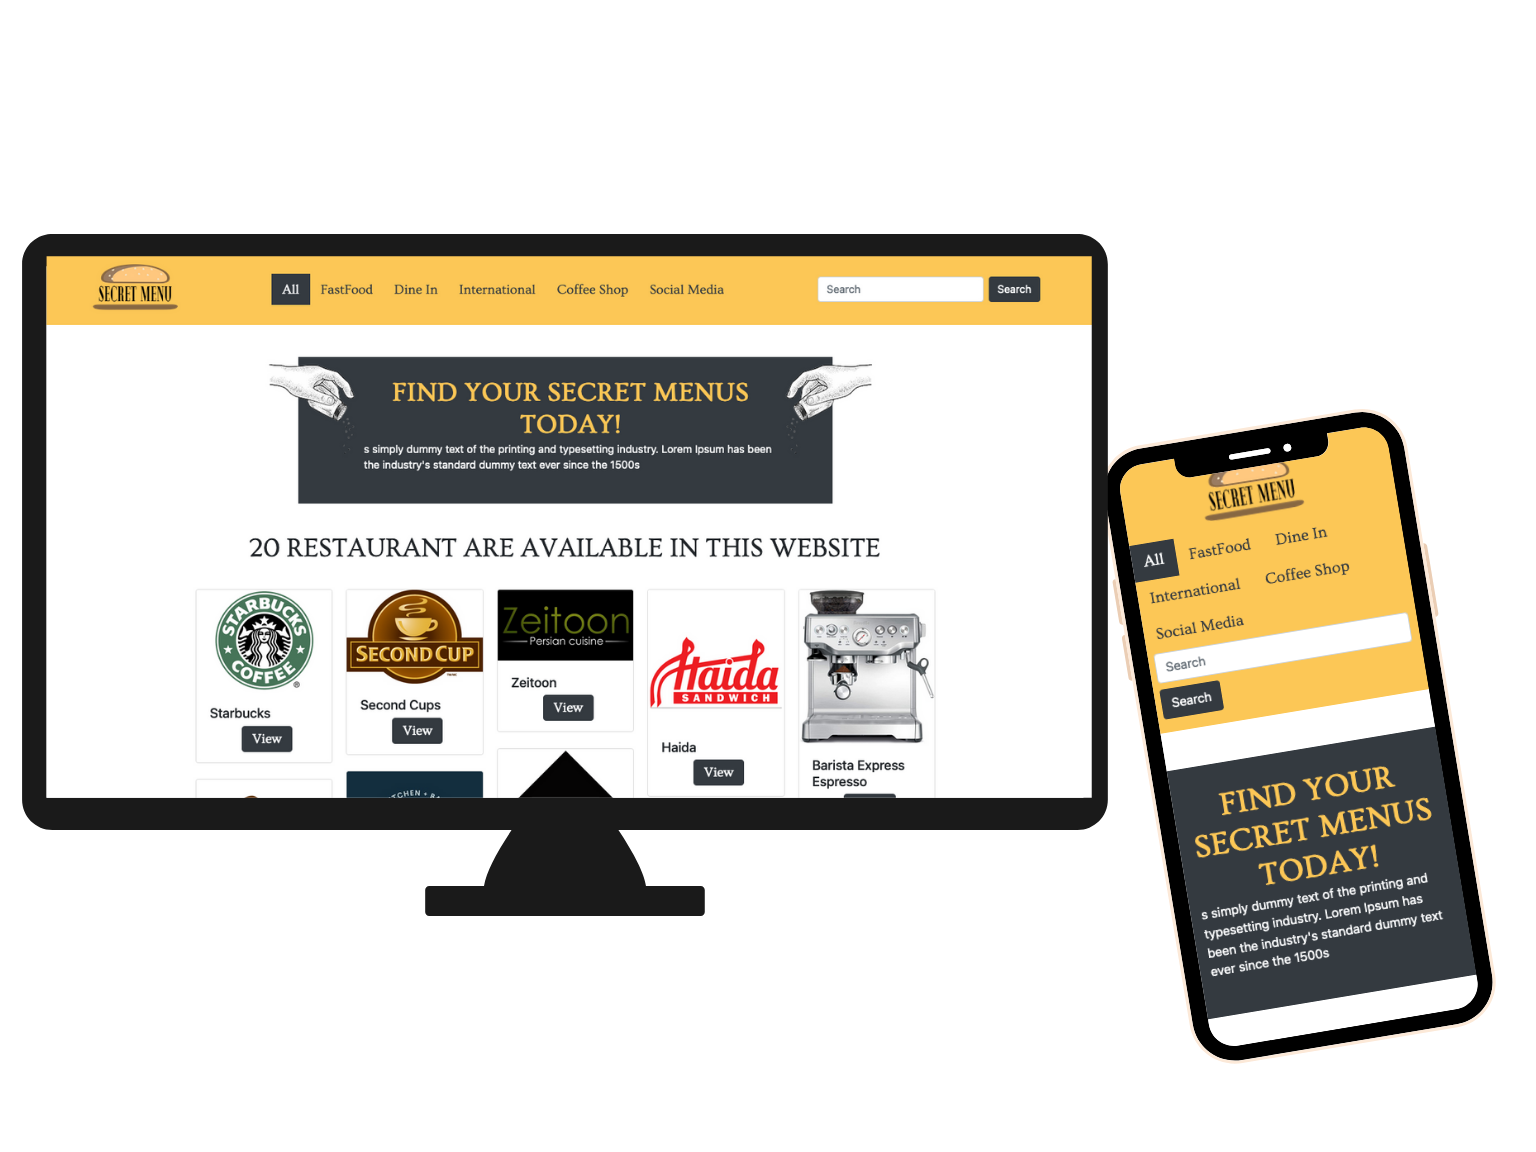 SECRET MENU
All FastFood Dine In International Coffee Shop Social Media
Search Search
FIND YOUR SECRET MENUS
TODAY!
s simply dummy text of the printing and typesetting industry. Lorem Ipsum has been
the industry's standard dummy text ever since the 1500s
20 RESTAURANT ARE AVAILABLE IN THIS WEBSITE
STARBUCKS
COFFEE
®
Starbucks
View
SECOND CUP
Second Cups
View
Zeitoon
Persian cuisine
Zeitoon
View
Haida
SANDWICH
Haida
View
Barista Express
Espresso
SECRET MENU
All FastFood Dine In
International Coffee Shop
Social Media
Search
Search
FIND YOUR
SECRET MENUS
TODAY!
s simply dummy text of the printing and
typesetting industry. Lorem Ipsum has
been the industry's standard dummy text
ever since the 1500s